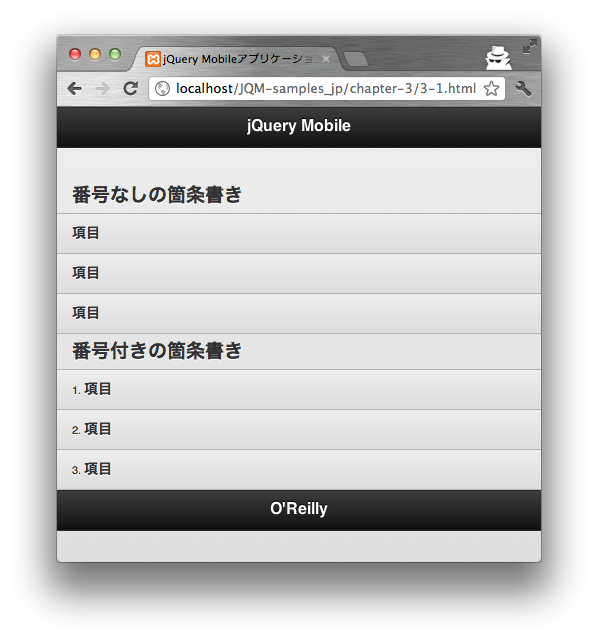 jQuery Mobileアプリケーショ
localhost/JQM-samples_jp/chapter-3/3-1.html
jQuery Mobile
番号なしの箇条書き
項目
項目
項目
番号付きの箇条書き
1. 項目
2. 項目
3. 項目
O'Reilly